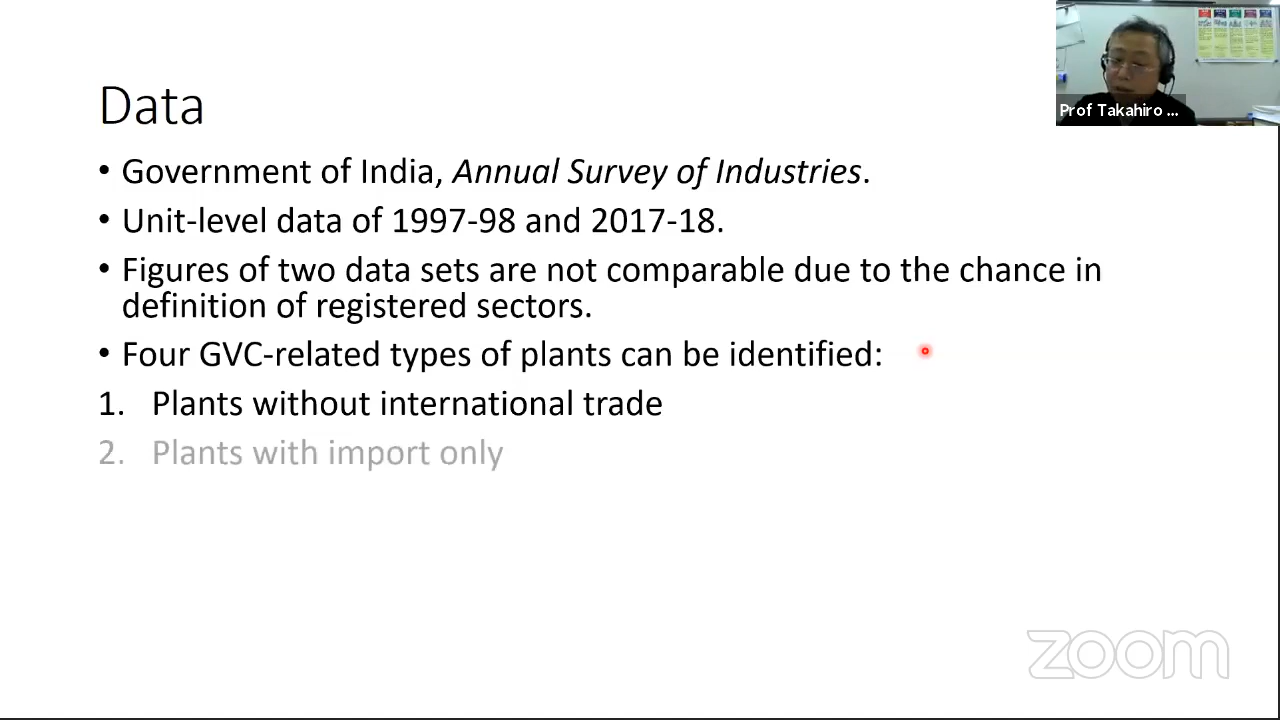 Data
• Government of India, Annual Survey of Industries.
• Unit-level data of 1997-98 and 2017-18.
• Figures of two data sets are not comparable due to the chance in
definition of registered sectors.
• Four GVC-related types of plants can be identified:
1. Plants without international trade
2. Plants with import only
Prof Takahiro ...
zoom